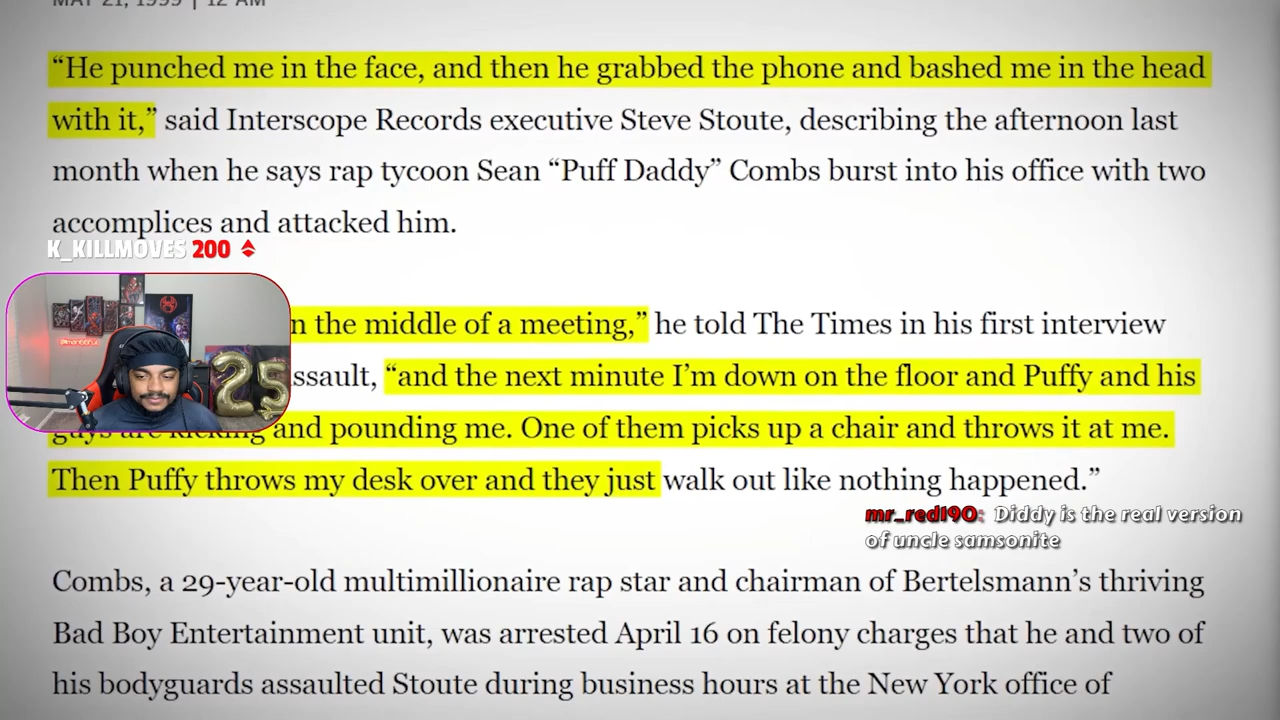 MAY 21, 1999 | 12 AM
“He punched me in the face, and then he grabbed the phone and bashed me in the head
with it,” said Interscope Records executive Steve Stoute, describing the afternoon last
month when he says rap tycoon Sean “Puff Daddy” Combs burst into his office with two
accomplices and attacked him.
K_KILLMOVES 200
n the middle of a meeting,” he told The Times in his first interview
ssault, “and the next minute I’m down on the floor and Puffy and his
guys are kicking and pounding me. One of them picks up a chair and throws it at me.
Then Puffy throws my desk over and they just walk out like nothing happened.”
mr_red190: Diddy is the real version
of uncle samsonite
Combs, a 29-year-old multimillionaire rap star and chairman of Bertelsmann’s thriving
Bad Boy Entertainment unit, was arrested April 16 on felony charges that he and two of
his bodyguards assaulted Stoute during business hours at the New York office of
25